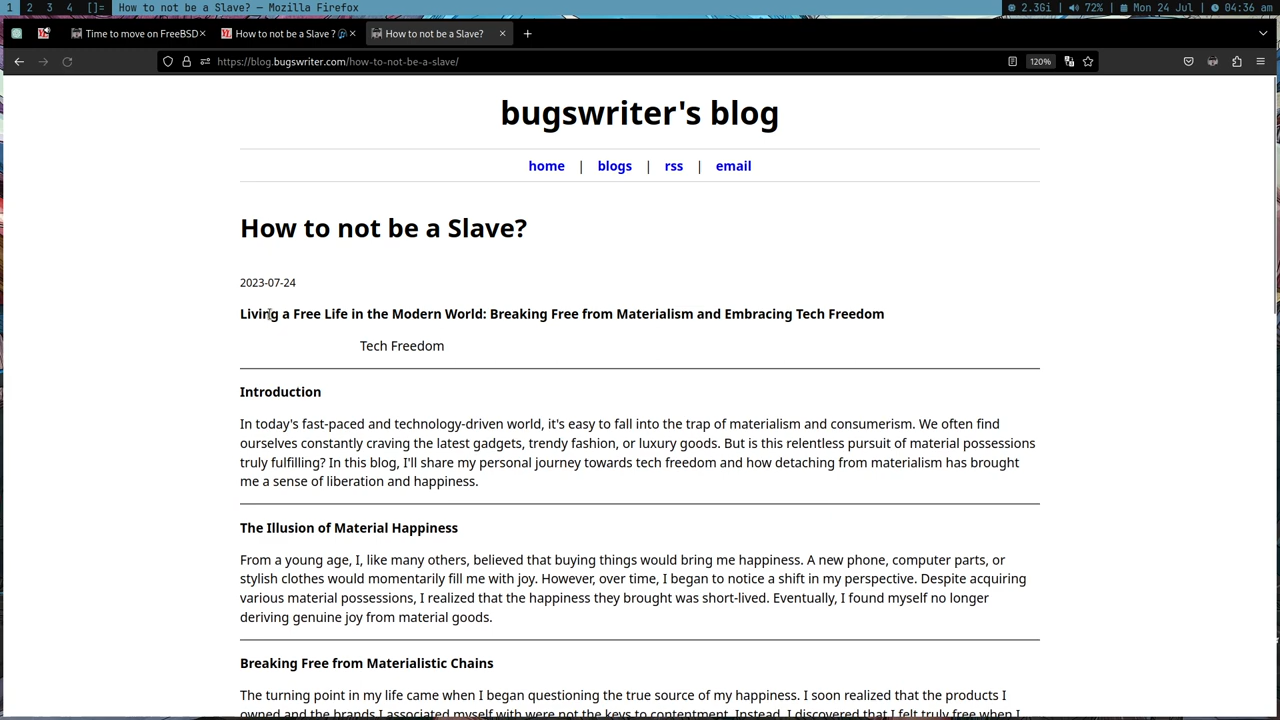 1 2 3 4 []= How to not be a Slave? — Mozilla Firefox 2.3Gi 72% Mon 24 Jul 04:36 am
Time to move on FreeBSD How to not be a Slave ? How to not be a Slave?
https://blog.bugswriter.com/how-to-not-be-a-slave/ 120%
bugswriter's blog
home | blogs | rss | email
How to not be a Slave?
2023-07-24
Living a Free Life in the Modern World: Breaking Free from Materialism and Embracing Tech Freedom
Tech Freedom
Introduction
In today's fast-paced and technology-driven world, it's easy to fall into the trap of materialism and consumerism. We often find
ourselves constantly craving the latest gadgets, trendy fashion, or luxury goods. But is this relentless pursuit of material possessions
truly fulfilling? In this blog, I'll share my personal journey towards tech freedom and how detaching from materialism has brought
me a sense of liberation and happiness.
The Illusion of Material Happiness
From a young age, I, like many others, believed that buying things would bring me happiness. A new phone, computer parts, or
stylish clothes would momentarily fill me with joy. However, over time, I began to notice a shift in my perspective. Despite acquiring
various material possessions, I realized that the happiness they brought was short-lived. Eventually, I found myself no longer
deriving genuine joy from material goods.
Breaking Free from Materialistic Chains
The turning point in my life came when I began questioning the true source of my happiness. I soon realized that the products I
owned and the brands I associated myself with were not the keys to contentment. Instead, I discovered that I felt truly free when I